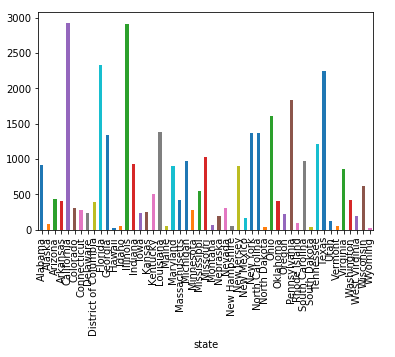 3000
2500
2000
1500
1000
500
0
Alabama
Alaska
Arizona
Arkansas
California
Colorado
Connecticut
Delaware
District of Columbia
Florida
Georgia
Hawaii
Idaho
Illinois
Indiana
Iowa
Kansas
Kentucky
Louisiana
Maine
Maryland
Massachusetts
Michigan
Minnesota
Mississippi
Missouri
Montana
Nebraska
Nevada
New Hampshire
New Jersey
New Mexico
New York
North Carolina
North Dakota
Ohio
Oklahoma
Oregon
Pennsylvania
Rhode Island
South Carolina
South Dakota
Tennessee
Texas
Utah
Vermont
Virginia
Washington
West Virginia
Wisconsin
Wyoming
state